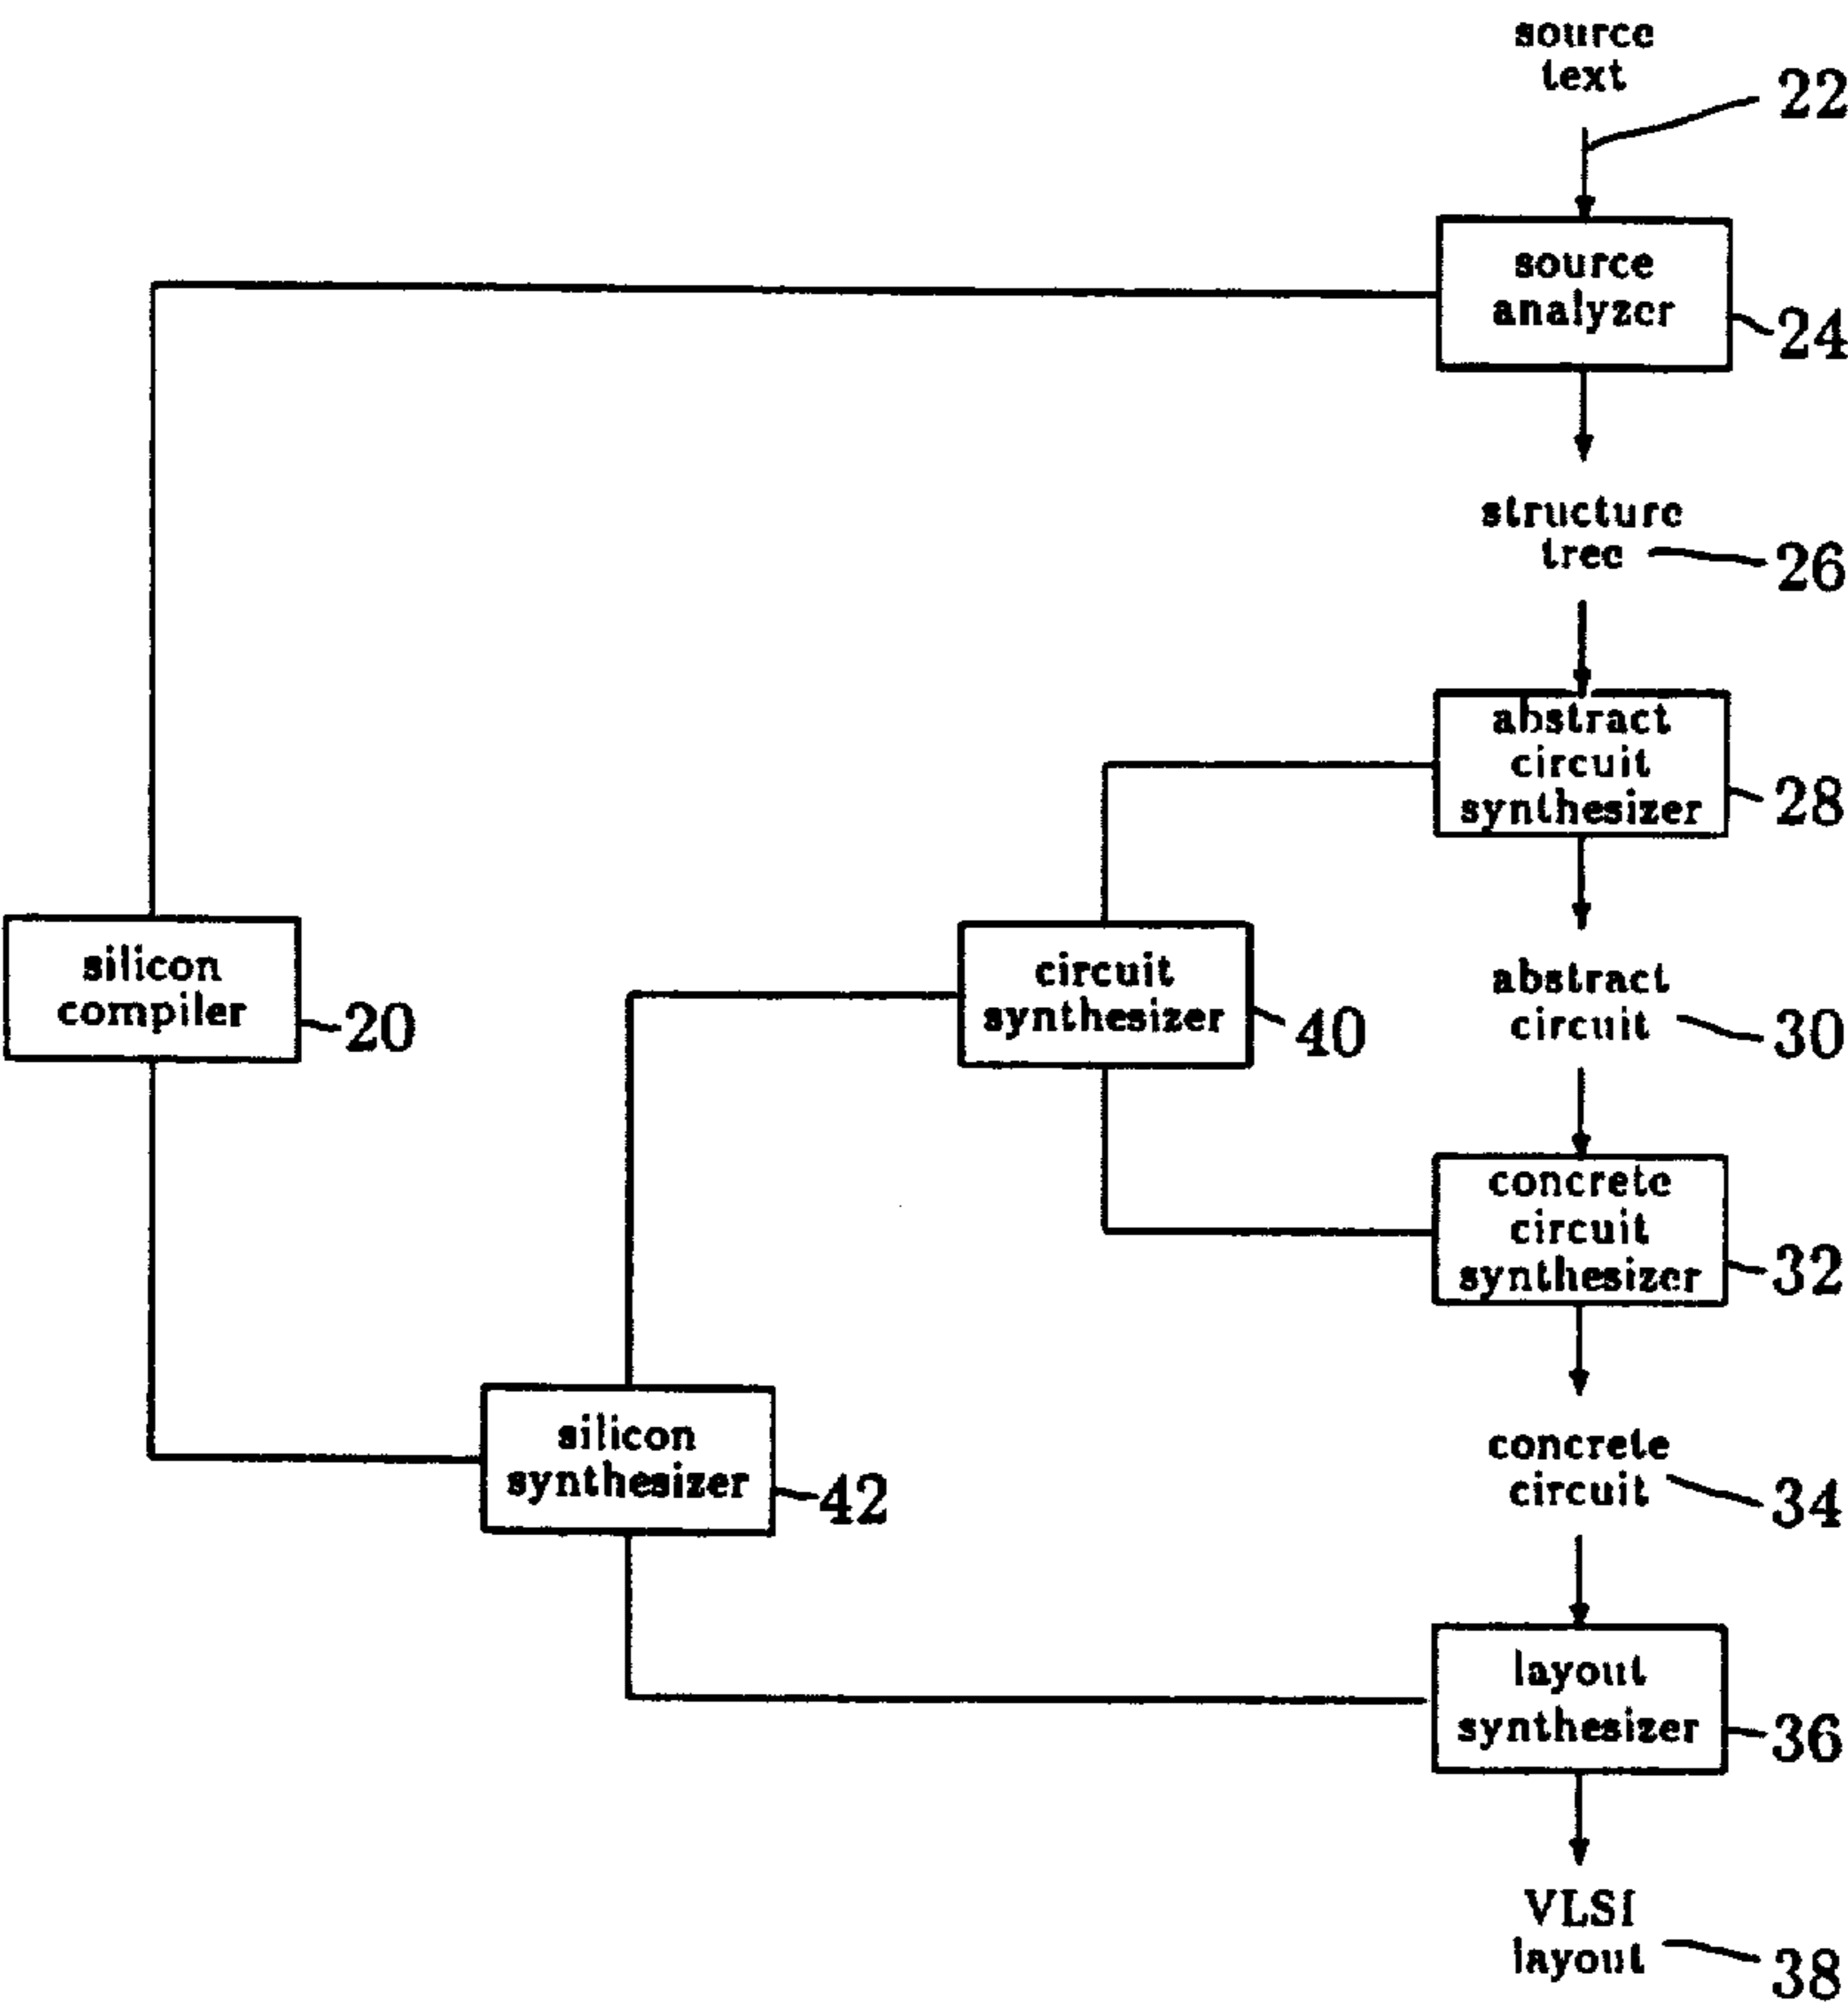 source
text
22
source
analyzer
24
structure
tree
26
abstract
circuit
synthesizer
28
silicon
compiler
20
circuit
synthesizer
40
abstract
circuit
30
concrete
circuit
synthesizer
32
silicon
synthesizer
42
concrete
circuit
34
layout
synthesizer
36
VLSI
layout
38